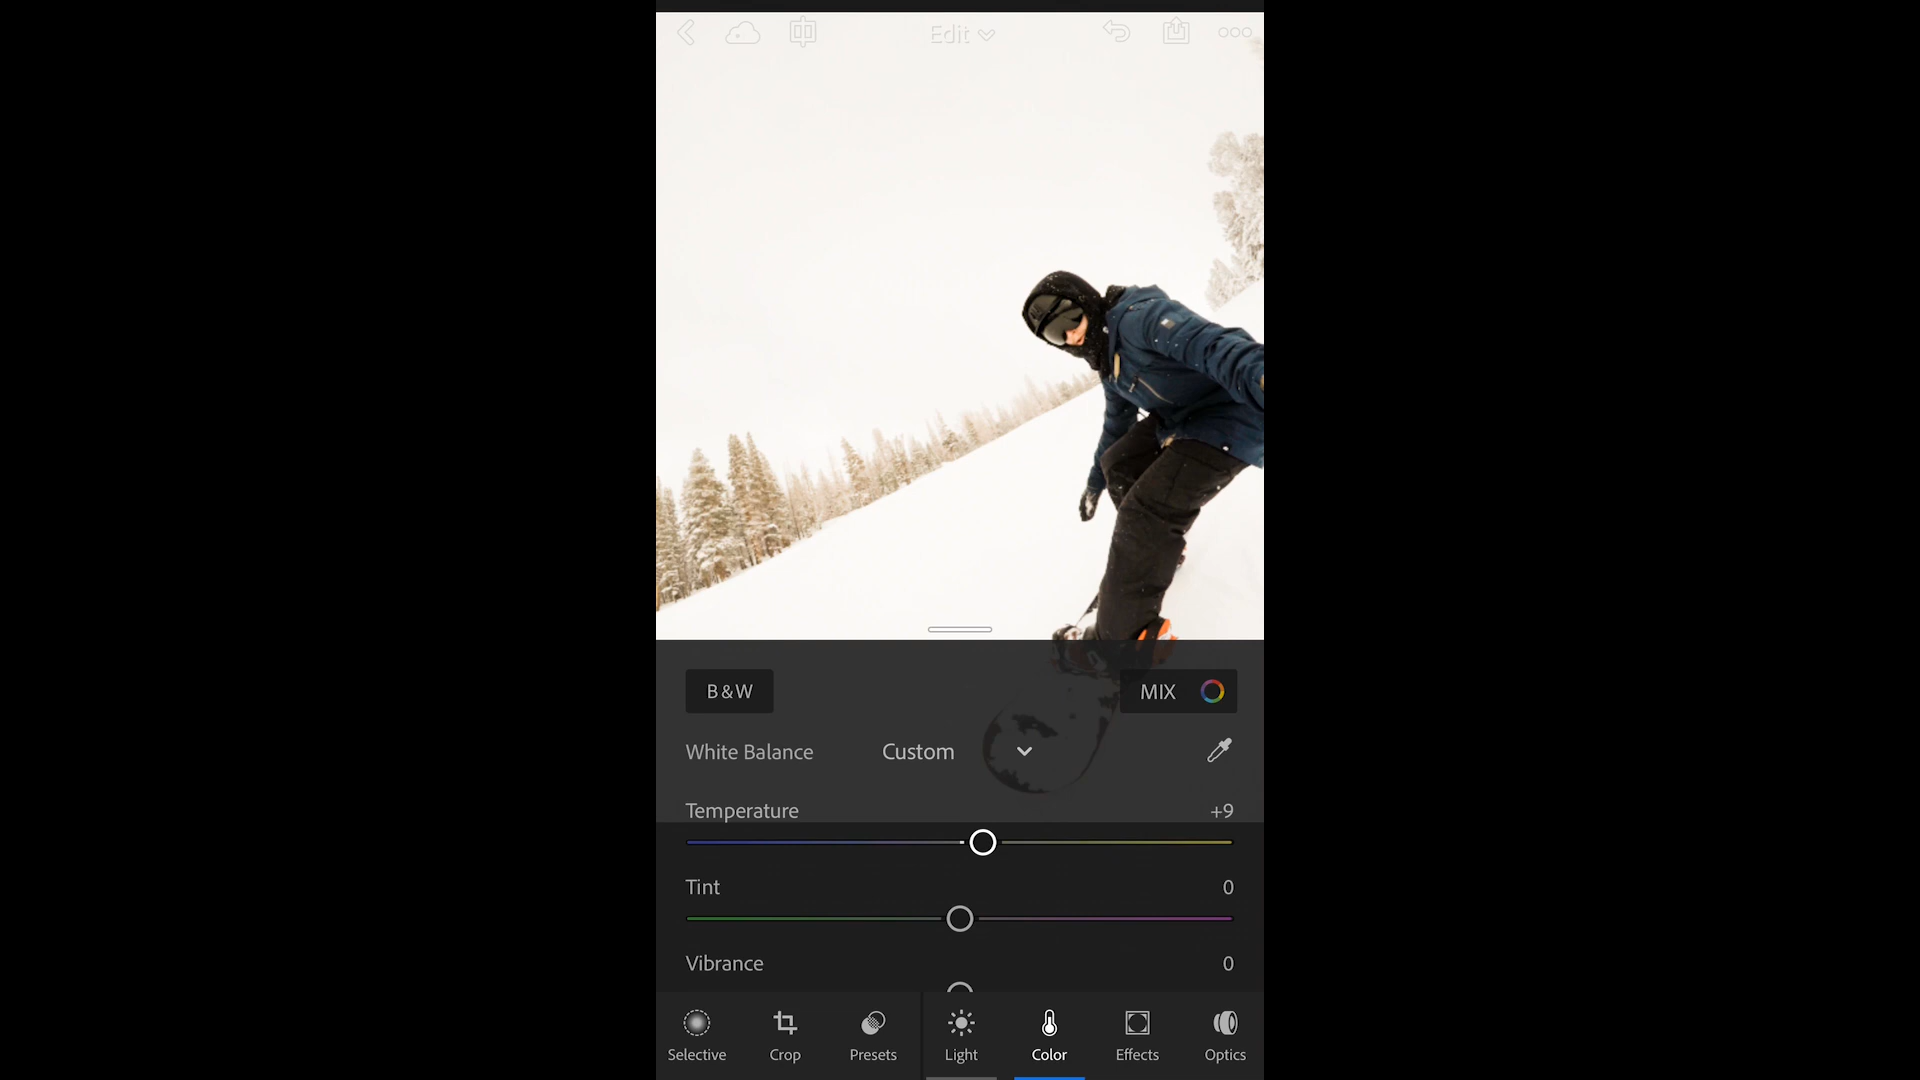 Edit
B&W
MIX
White Balance Custom
Temperature +9
Tint 0
Vibrance 0
Selective Crop Presets Light Color Effects Optics